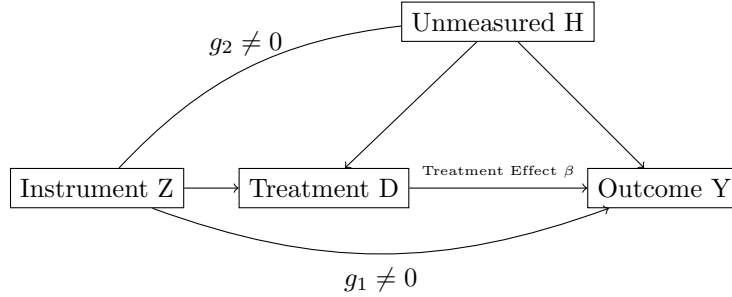 Unmeasured H
g₂ ≠ 0
Treatment Effect β
Instrument Z
Treatment D
Outcome Y
g₁ ≠ 0